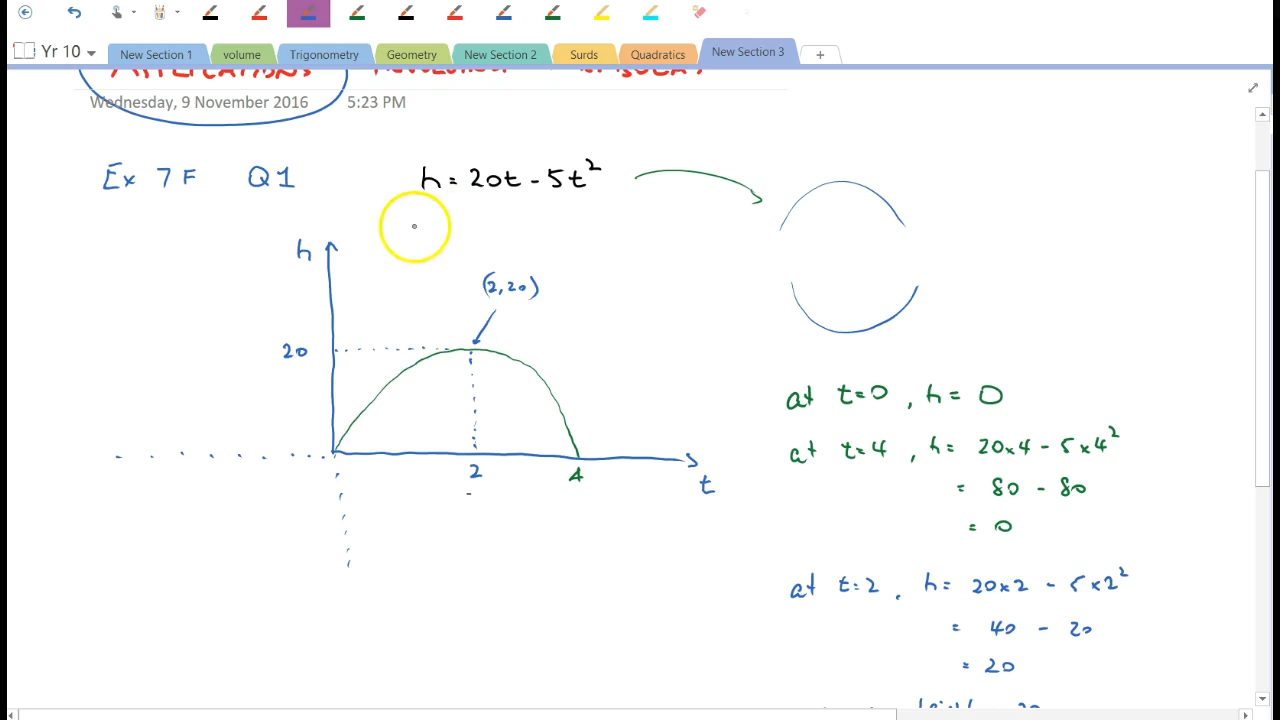 Yr 10
New Section 1 volume Trigonometry Geometry New Section 2 Surds Quadratics New Section 3 +
APPLICATIONS
Wednesday, 9 November 2016 5:23 PM
Ex 7F Q1 h = 20t - 5t²
h
(2,20)
20
2 4
t
at t=0, h= 0
at t=4, h= 20×4 - 5×4²
= 80 - 80
= 0
at t=2, h= 20×2 - 5×2²
= 40 - 20
= 20